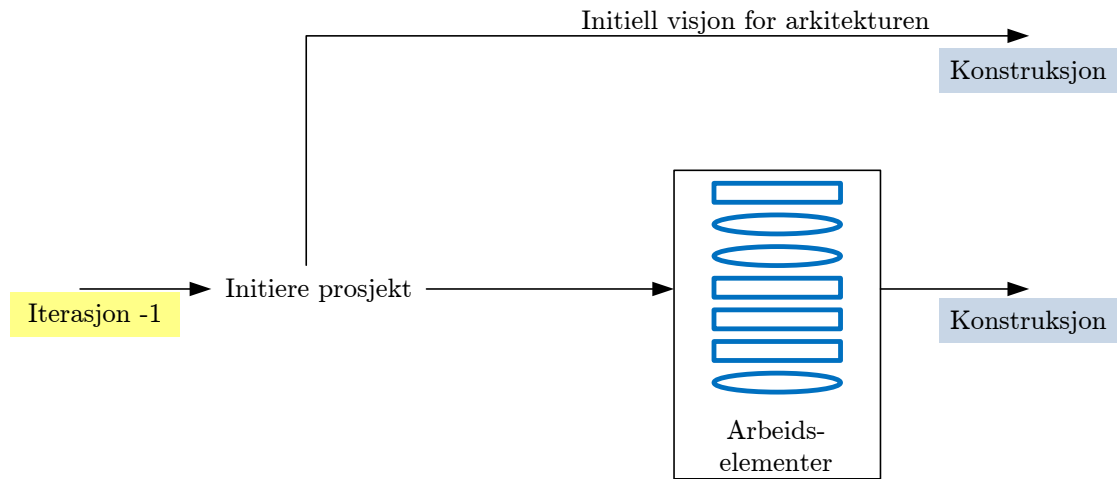 Initiell visjon for arkitekturen
Konstruksjon
Initiere prosjekt
Iterasjon -1
Konstruksjon
Arbeids-
elementer